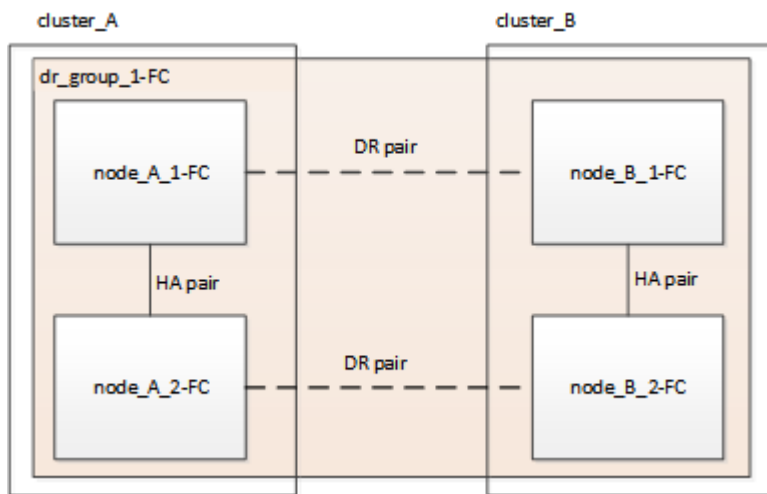 cluster_A
cluster_B
dr_group_1-FC
DR pair
node_A_1-FC
node_B_1-FC
HA pair
HA pair
DR pair
node_A_2-FC
node_B_2-FC